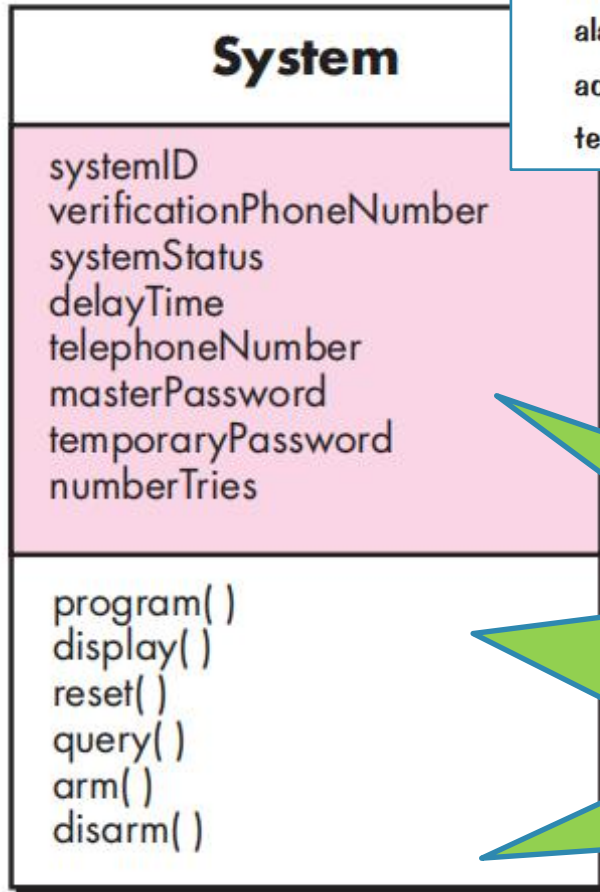 System
systemID
verificationPhoneNumber
systemStatus
delayTime
telephoneNumber
masterPassword
temporaryPassword
numberTries
program( )
display( )
reset( )
query( )
arm( )
disarm( )